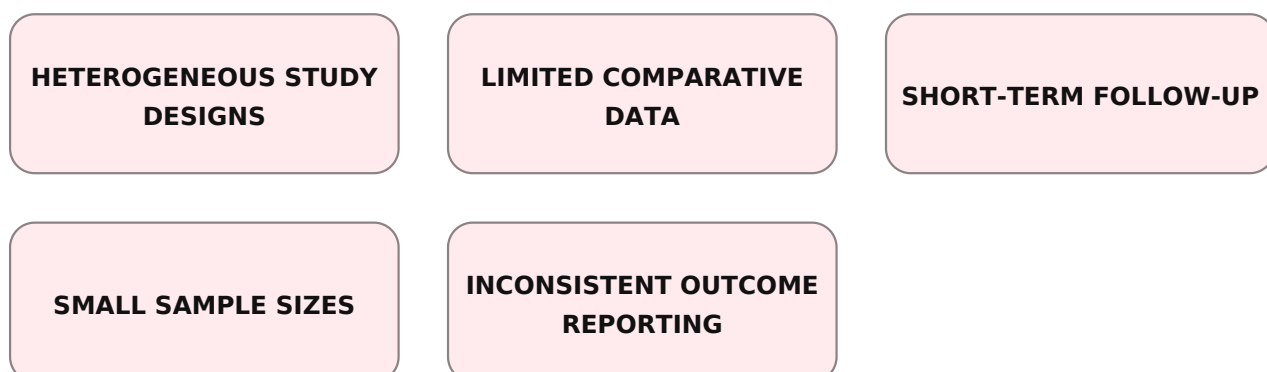 HETEROGENEOUS STUDY
DESIGNS
LIMITED COMPARATIVE
DATA
SHORT-TERM FOLLOW-UP
SMALL SAMPLE SIZES
INCONSISTENT OUTCOME
REPORTING